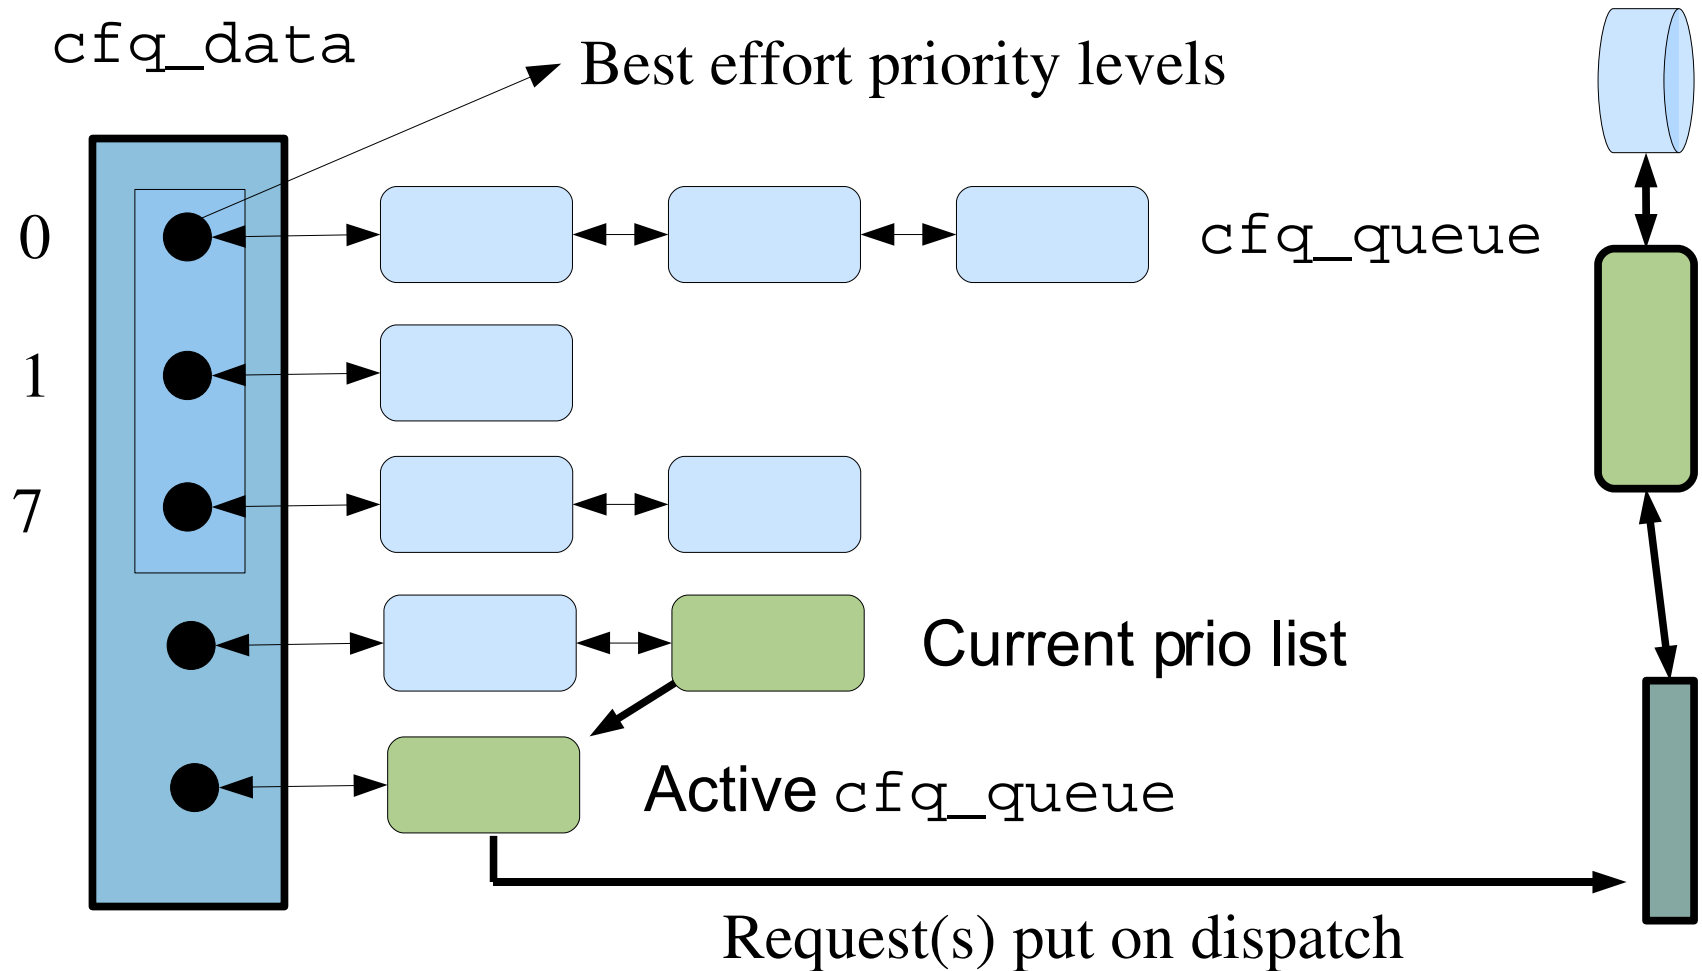 cfq_data
Best effort priority levels
0
cfq_queue
1
7
Current prio list
Active cfq_queue
Request(s) put on dispatch